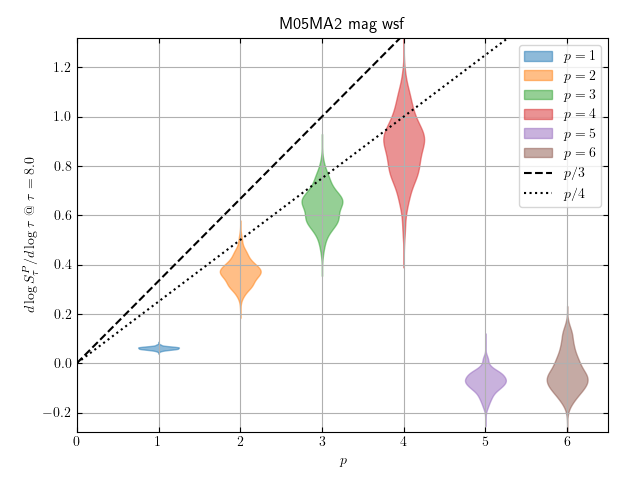 M05MA2 mag wsf
d log S_τ^P / d log τ @ τ = 8.0
1.2
1.0
0.8
0.6
0.4
0.2
0.0
−0.2
0 1 2 3 4 5 6
p
p = 1
p = 2
p = 3
p = 4
p = 5
p = 6
p/3
p/4